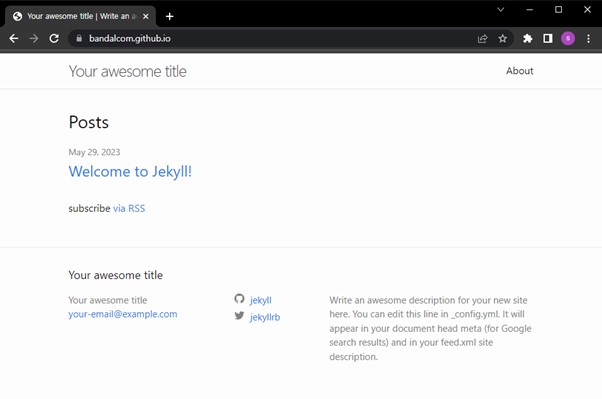 Your awesome title | Write an a
bandalcom.github.io
S
Your awesome title
About
Posts
May 29, 2023
Welcome to Jekyll!
subscribe via RSS
Your awesome title
Your awesome title
your-email@example.com
jekyll
jekyllrb
Write an awesome description for your new site
here. You can edit this line in _config.yml. It will
appear in your document head meta (for Google
search results) and in your feed.xml site
description.